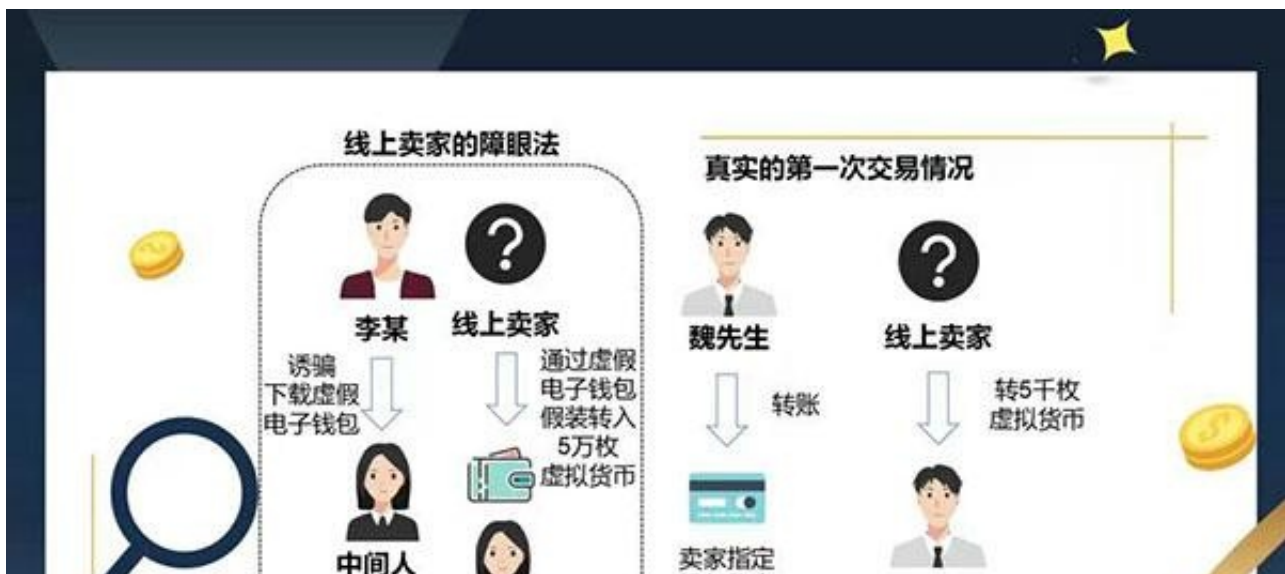 线上卖家的障眼法
李某
线上卖家
诱骗
下载虚假
电子钱包
通过虚假
电子钱包
假装转入
5万枚
虚拟货币
中间人
真实的第一次交易情况
魏先生
线上卖家
转账
转5千枚
虚拟货币
卖家指定